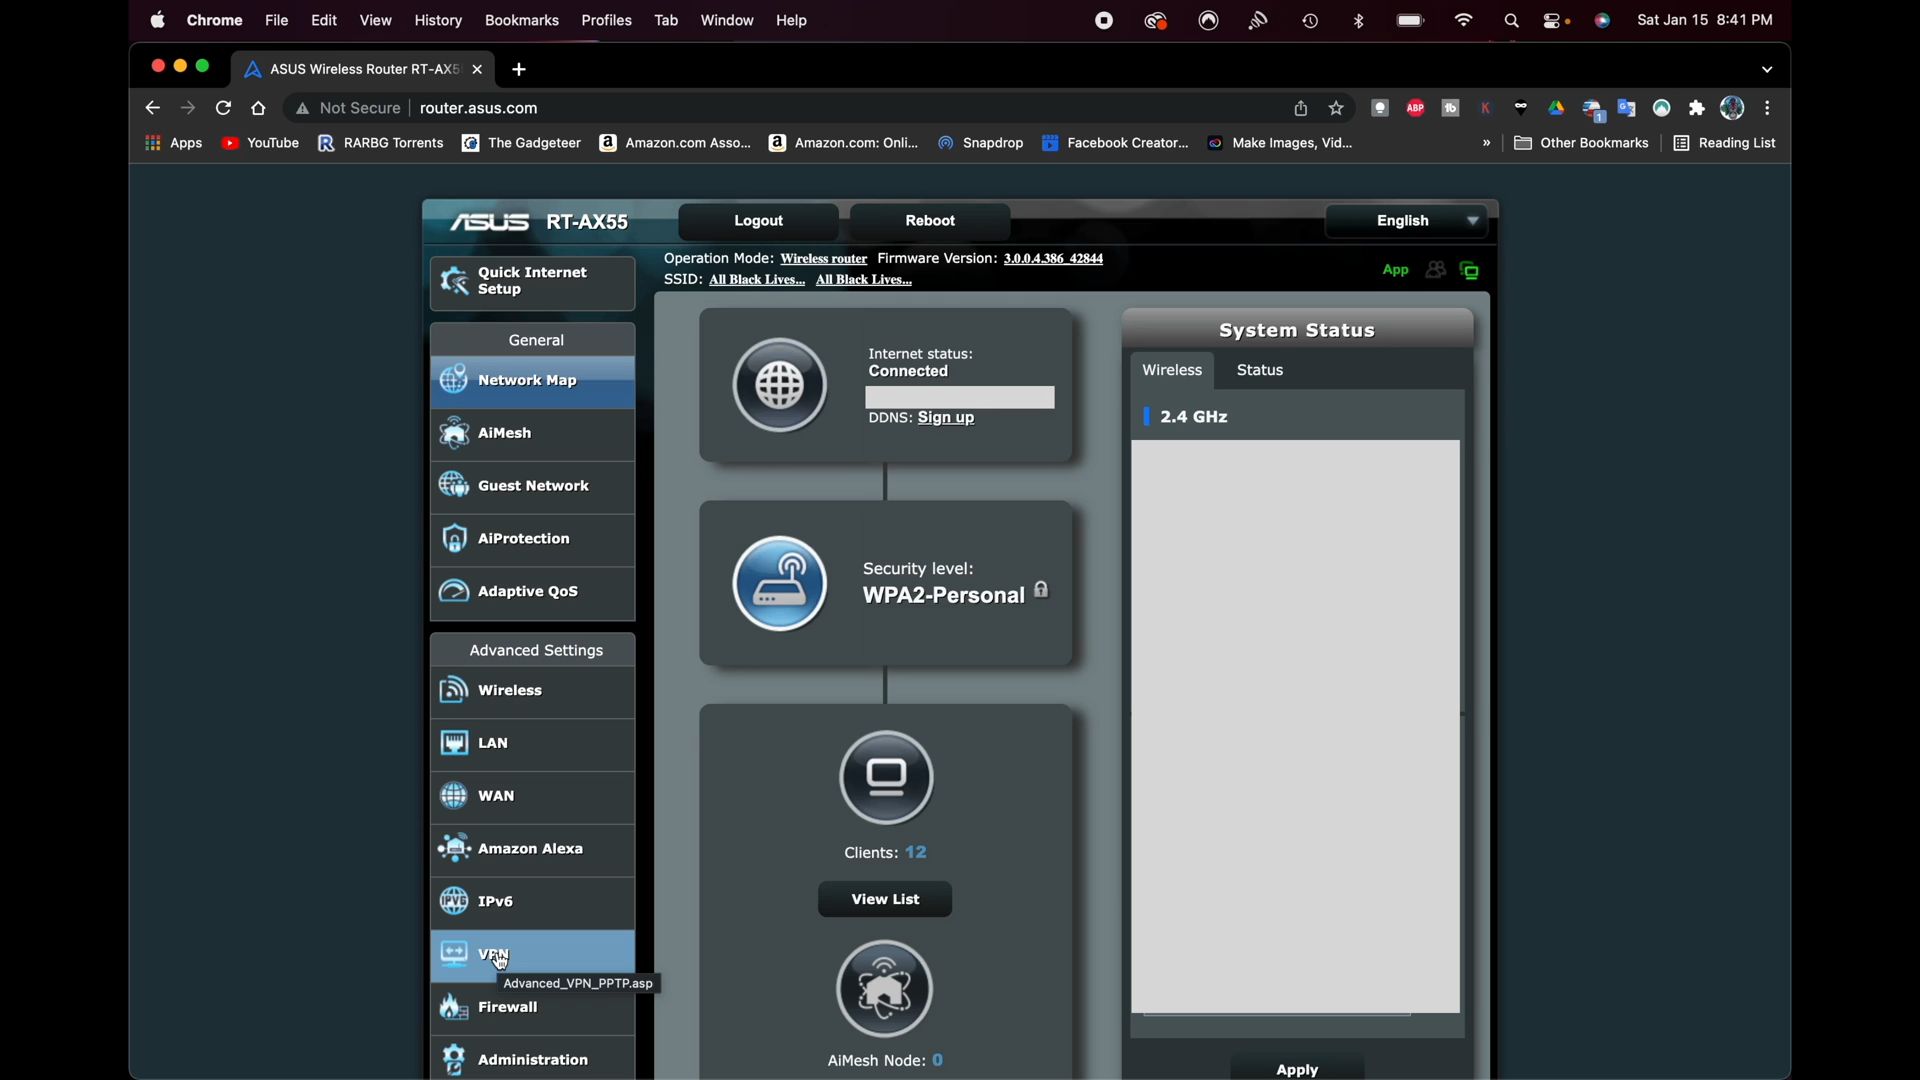 Chrome File Edit View History Bookmarks Profiles Tab Window Help Sat Jan 15 8:41 PM
ASUS Wireless Router RT-AX5
Not Secure router.asus.com ABP tb K 1
Apps YouTube RARBG Torrents The Gadgeteer Amazon.com Asso... Amazon.com: Onli... Snapdrop Facebook Creator... Make Images, Vid... » Other Bookmarks Reading List
ASUS RT-AX55 Logout Reboot English
Quick Internet
Setup
Operation Mode: Wireless router Firmware Version: 3.0.0.4.386_42844
SSID: All Black Lives... All Black Lives...
App
General
Network Map
AiMesh
Guest Network
AiProtection
Adaptive QoS
Advanced Settings
Wireless
LAN
WAN
Amazon Alexa
IPv6
VPN
Advanced_VPN_PPTP.asp
Firewall
Administration
Internet status:
Connected
DDNS: Sign up
Security level:
WPA2-Personal
Clients: 12
View List
AiMesh Node: 0
System Status
Wireless Status
2.4 GHz
Apply